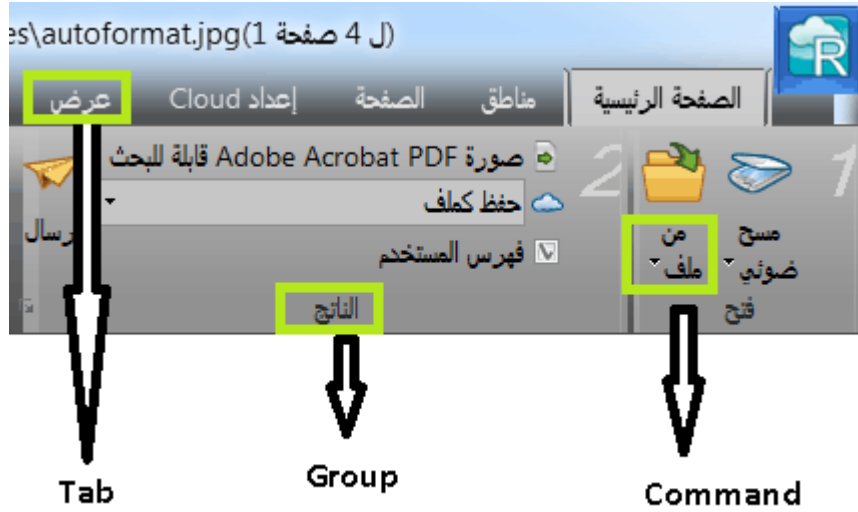 es\autoformat.jpg(1 ل 4 صفحة)
R
الصفحة الرئيسية
مناطق
الصفحة
إعداد Cloud
عرض
1
مسح ضوئي
من ملف
فتح
2
صورة Adobe Acrobat PDF قابلة للبحث
حفظ كملف
فهرس المستخدم
الناتج
رسال
Tab
Group
Command